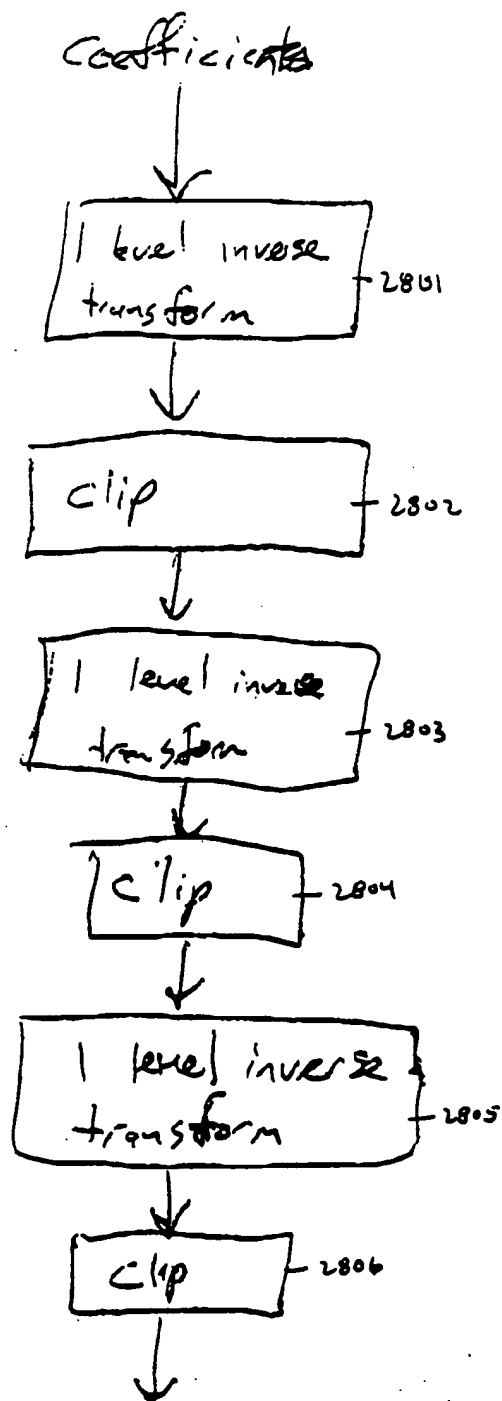 Coefficients
1 level inverse
transform
2801
clip
2802
1 level inverse
transform
2803
clip
2804
1 level inverse
transform
2805
clip
2806